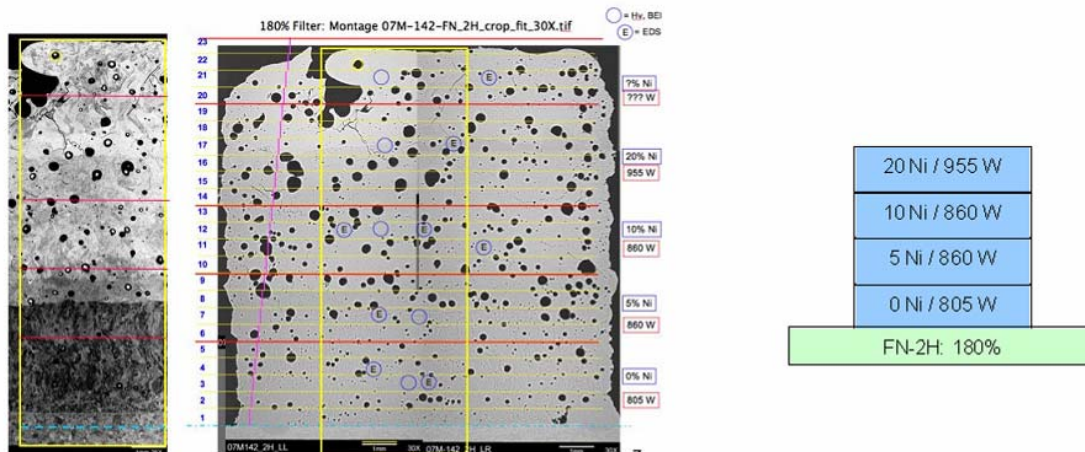 180% Filter: Montage 07M-142-FN_2H_crop_fit_30X.tif
= Hv, BEI
E = EDS
23
22
21
20
19
18
17
16
15
14
13
12
11
10
9
8
7
6
5
4
3
2
1
E
E
E
E
E
E
E
E
?% Ni
??? W
20% Ni
955 W
10% Ni
860 W
5% Ni
860 W
0% Ni
805 W
07M142_2H_LL
1mm
30X
07M-142_2H_LR
30X
20 Ni / 955 W
10 Ni / 860 W
5 Ni / 860 W
0 Ni / 805 W
FN-2H: 180%